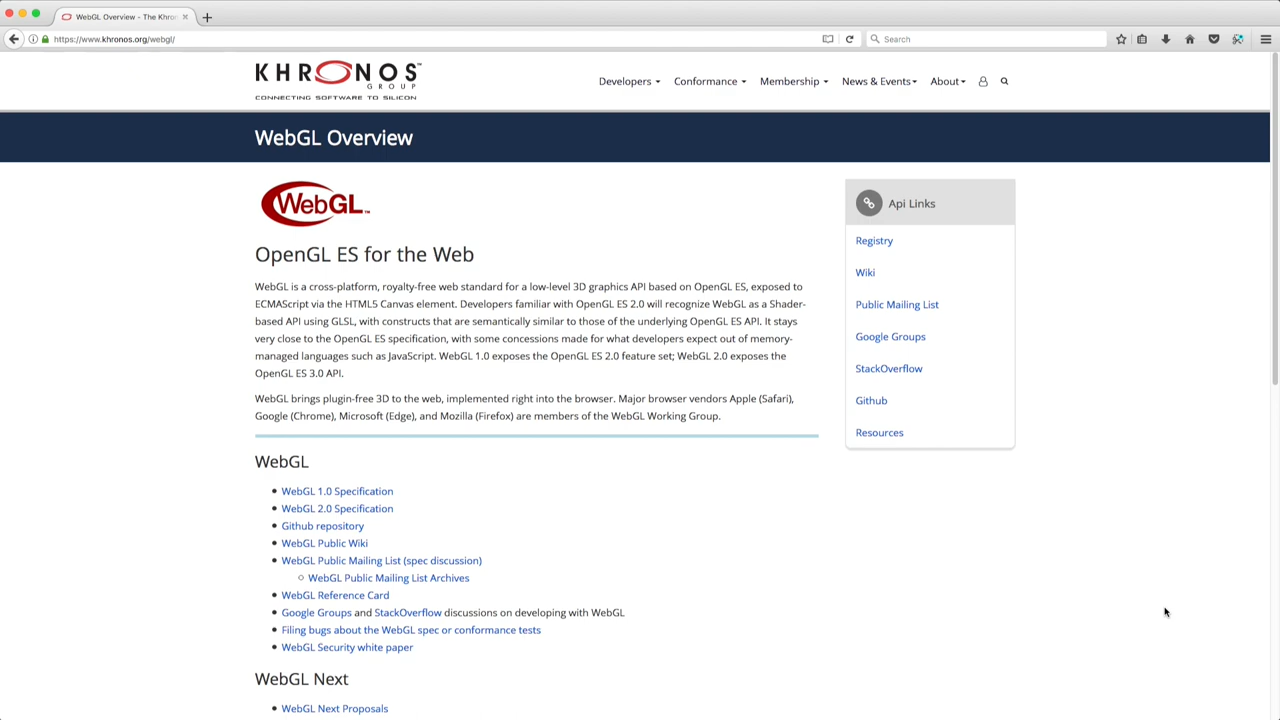 WebGL Overview - The Khron
https://www.khronos.org/webgl/
Search
KHRONOS™
GROUP
CONNECTING SOFTWARE TO SILICON
Developers
Conformance
Membership
News & Events
About
WebGL Overview
WebGL™
OpenGL ES for the Web
WebGL is a cross-platform, royalty-free web standard for a low-level 3D graphics API based on OpenGL ES, exposed to
ECMAScript via the HTML5 Canvas element. Developers familiar with OpenGL ES 2.0 will recognize WebGL as a Shader-
based API using GLSL, with constructs that are semantically similar to those of the underlying OpenGL ES API. It stays
very close to the OpenGL ES specification, with some concessions made for what developers expect out of memory-
managed languages such as JavaScript. WebGL 1.0 exposes the OpenGL ES 2.0 feature set; WebGL 2.0 exposes the
OpenGL ES 3.0 API.
WebGL brings plugin-free 3D to the web, implemented right into the browser. Major browser vendors Apple (Safari),
Google (Chrome), Microsoft (Edge), and Mozilla (Firefox) are members of the WebGL Working Group.
WebGL
WebGL 1.0 Specification
WebGL 2.0 Specification
Github repository
WebGL Public Wiki
WebGL Public Mailing List (spec discussion)
WebGL Public Mailing List Archives
WebGL Reference Card
Google Groups and StackOverflow discussions on developing with WebGL
Filing bugs about the WebGL spec or conformance tests
WebGL Security white paper
WebGL Next
WebGL Next Proposals
Api Links
Registry
Wiki
Public Mailing List
Google Groups
StackOverflow
Github
Resources